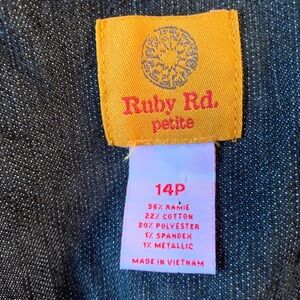 Ruby Rd.
petite
14P
56% RAMIE
22% COTTON
20% POLYESTER
1% SPANDEX
1% METALLIC
MADE IN VIETNAM